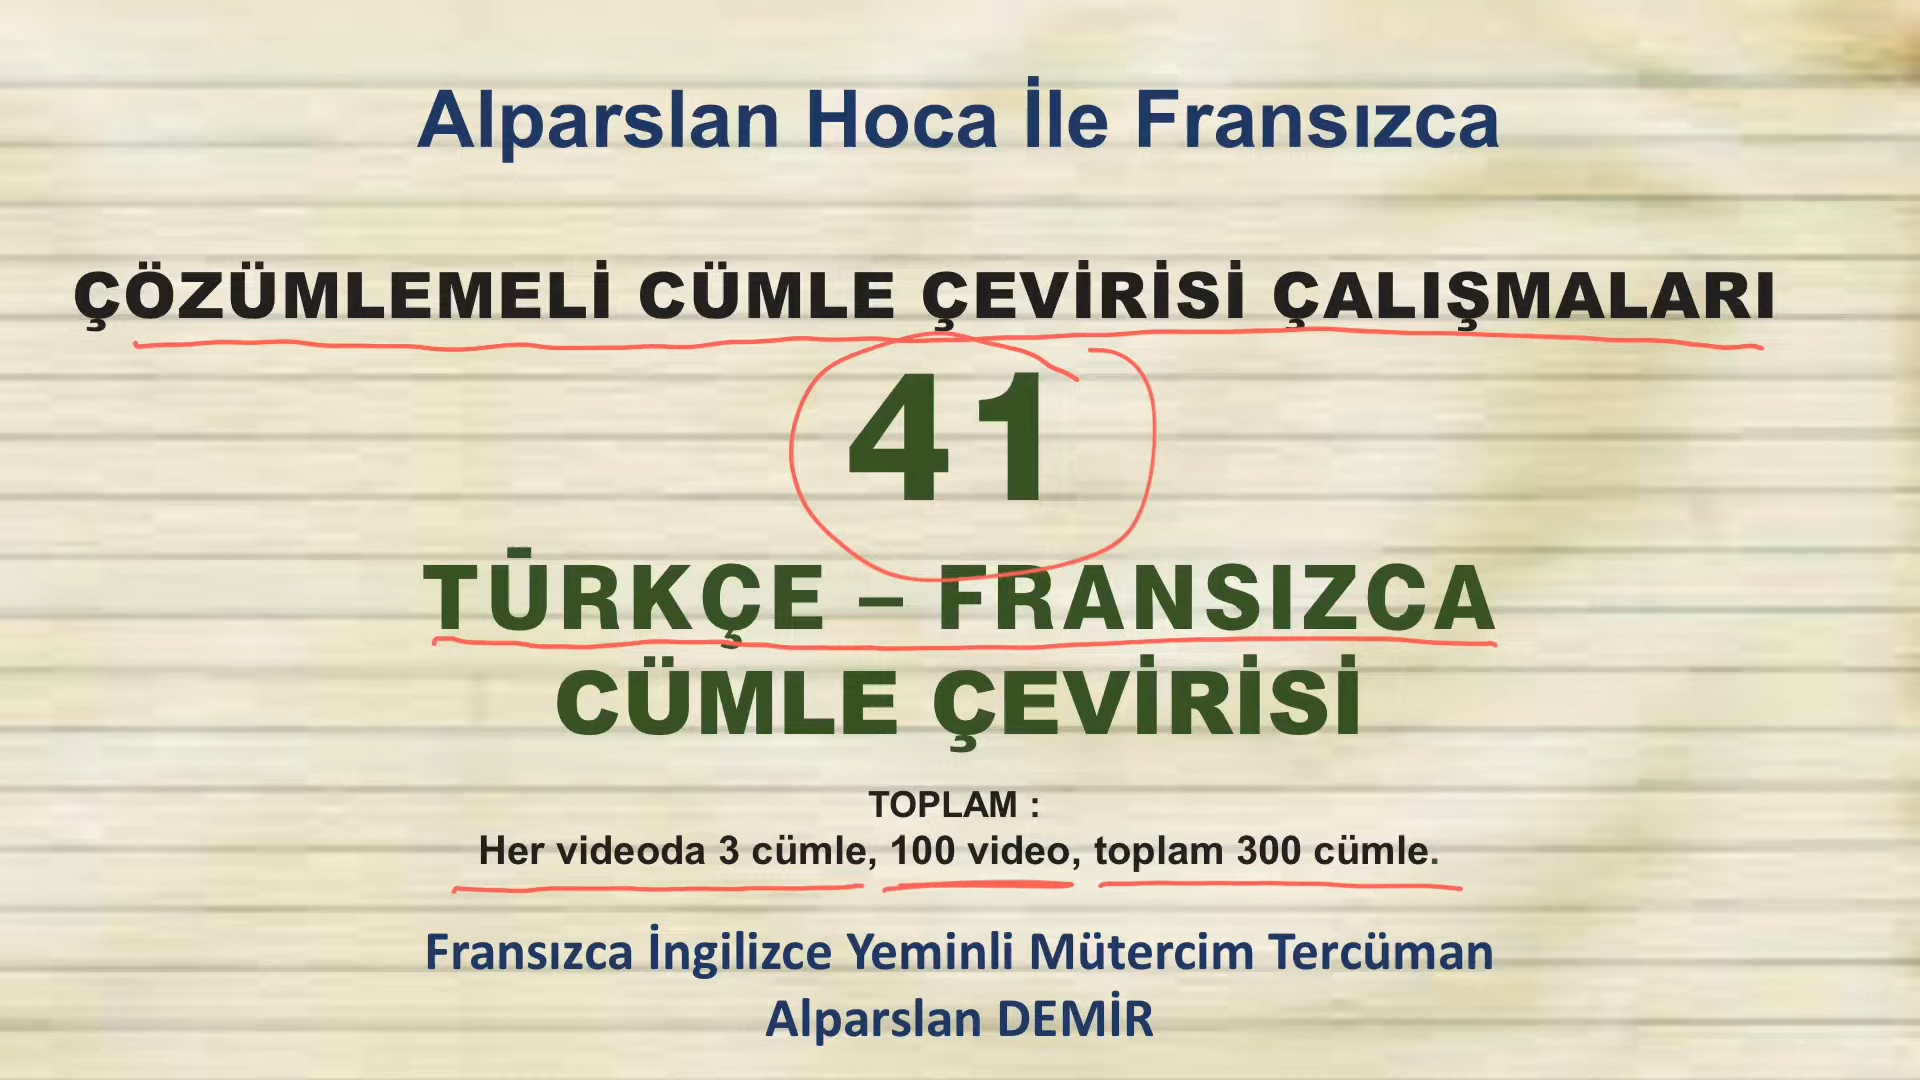 Alparslan Hoca İle Fransızca
ÇÖZÜMLEMELİ CÜMLE ÇEVİRİSİ ÇALIŞMALARI
41
TÜRKÇE – FRANSIZCA
CÜMLE ÇEVİRİSİ
TOPLAM :
Her videoda 3 cümle, 100 video, toplam 300 cümle.
Fransızca İngilizce Yeminli Mütercim Tercüman
Alparslan DEMİR